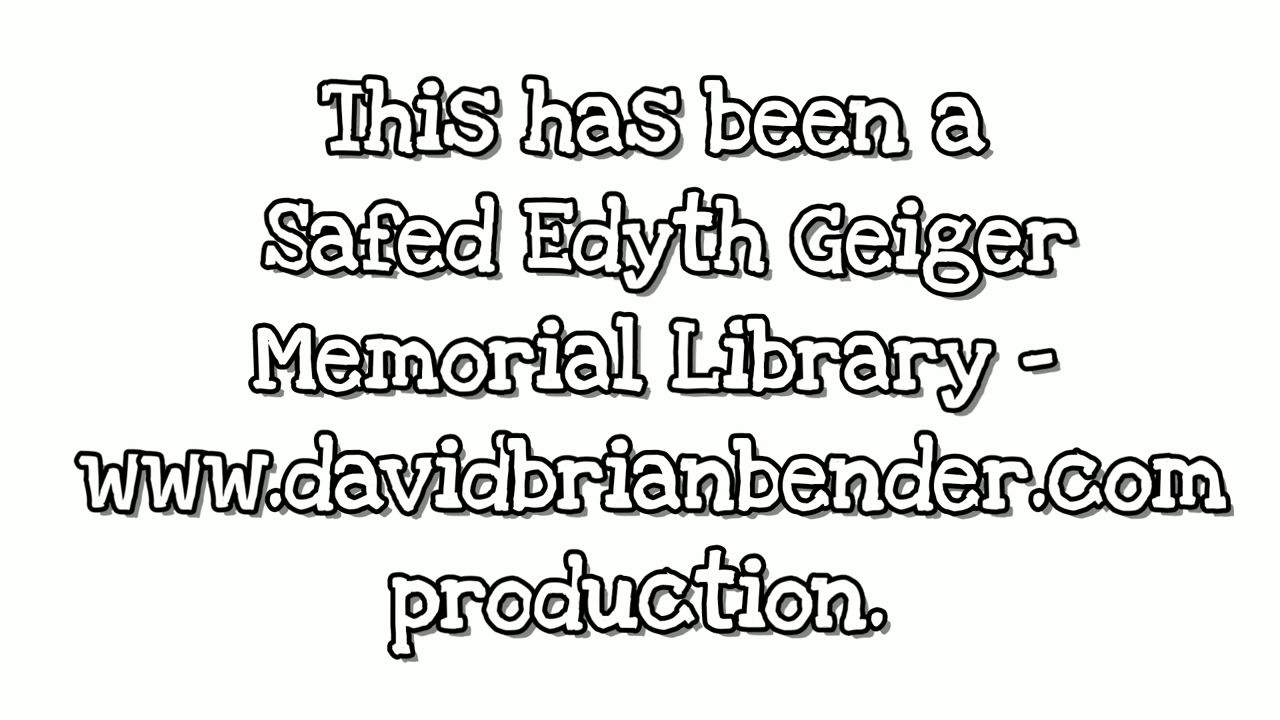 This has been a
Safed Edyth Geiger
Memorial Library -
www.davidbrianbender.com
production.